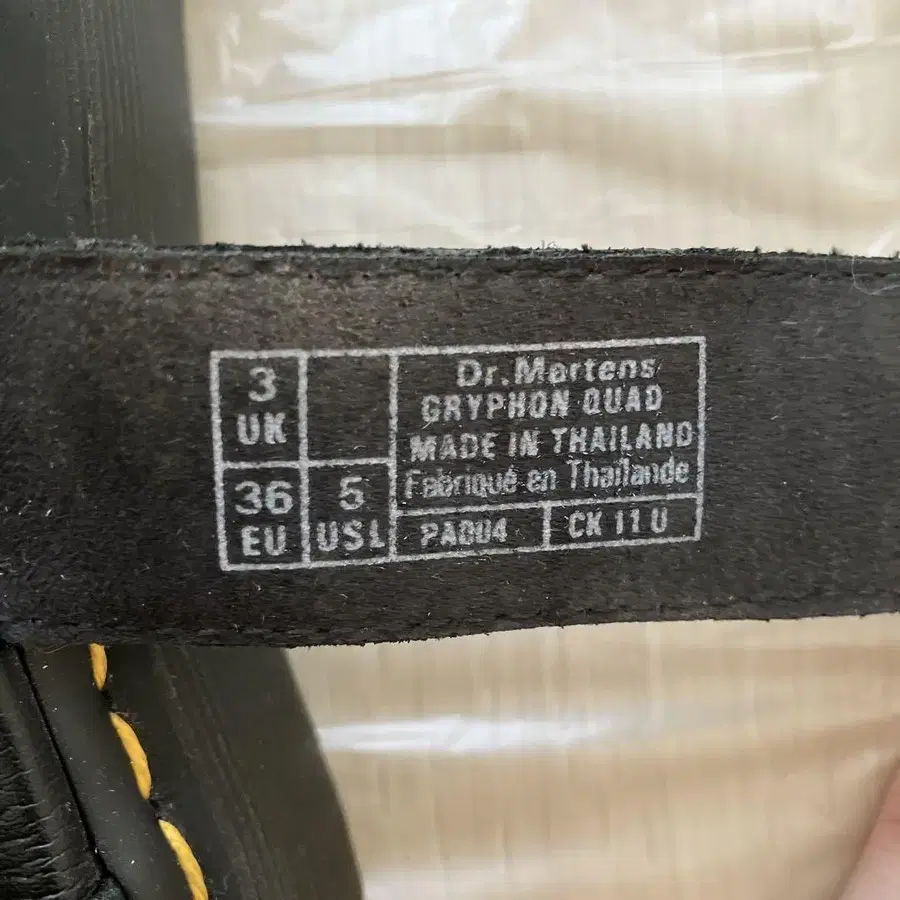 3
UK
36
EU
5
USL
Dr.Martens
GRYPHON QUAD
MADE IN THAILAND
Fabriqué en Thaïlande
PA004
CK 11 U